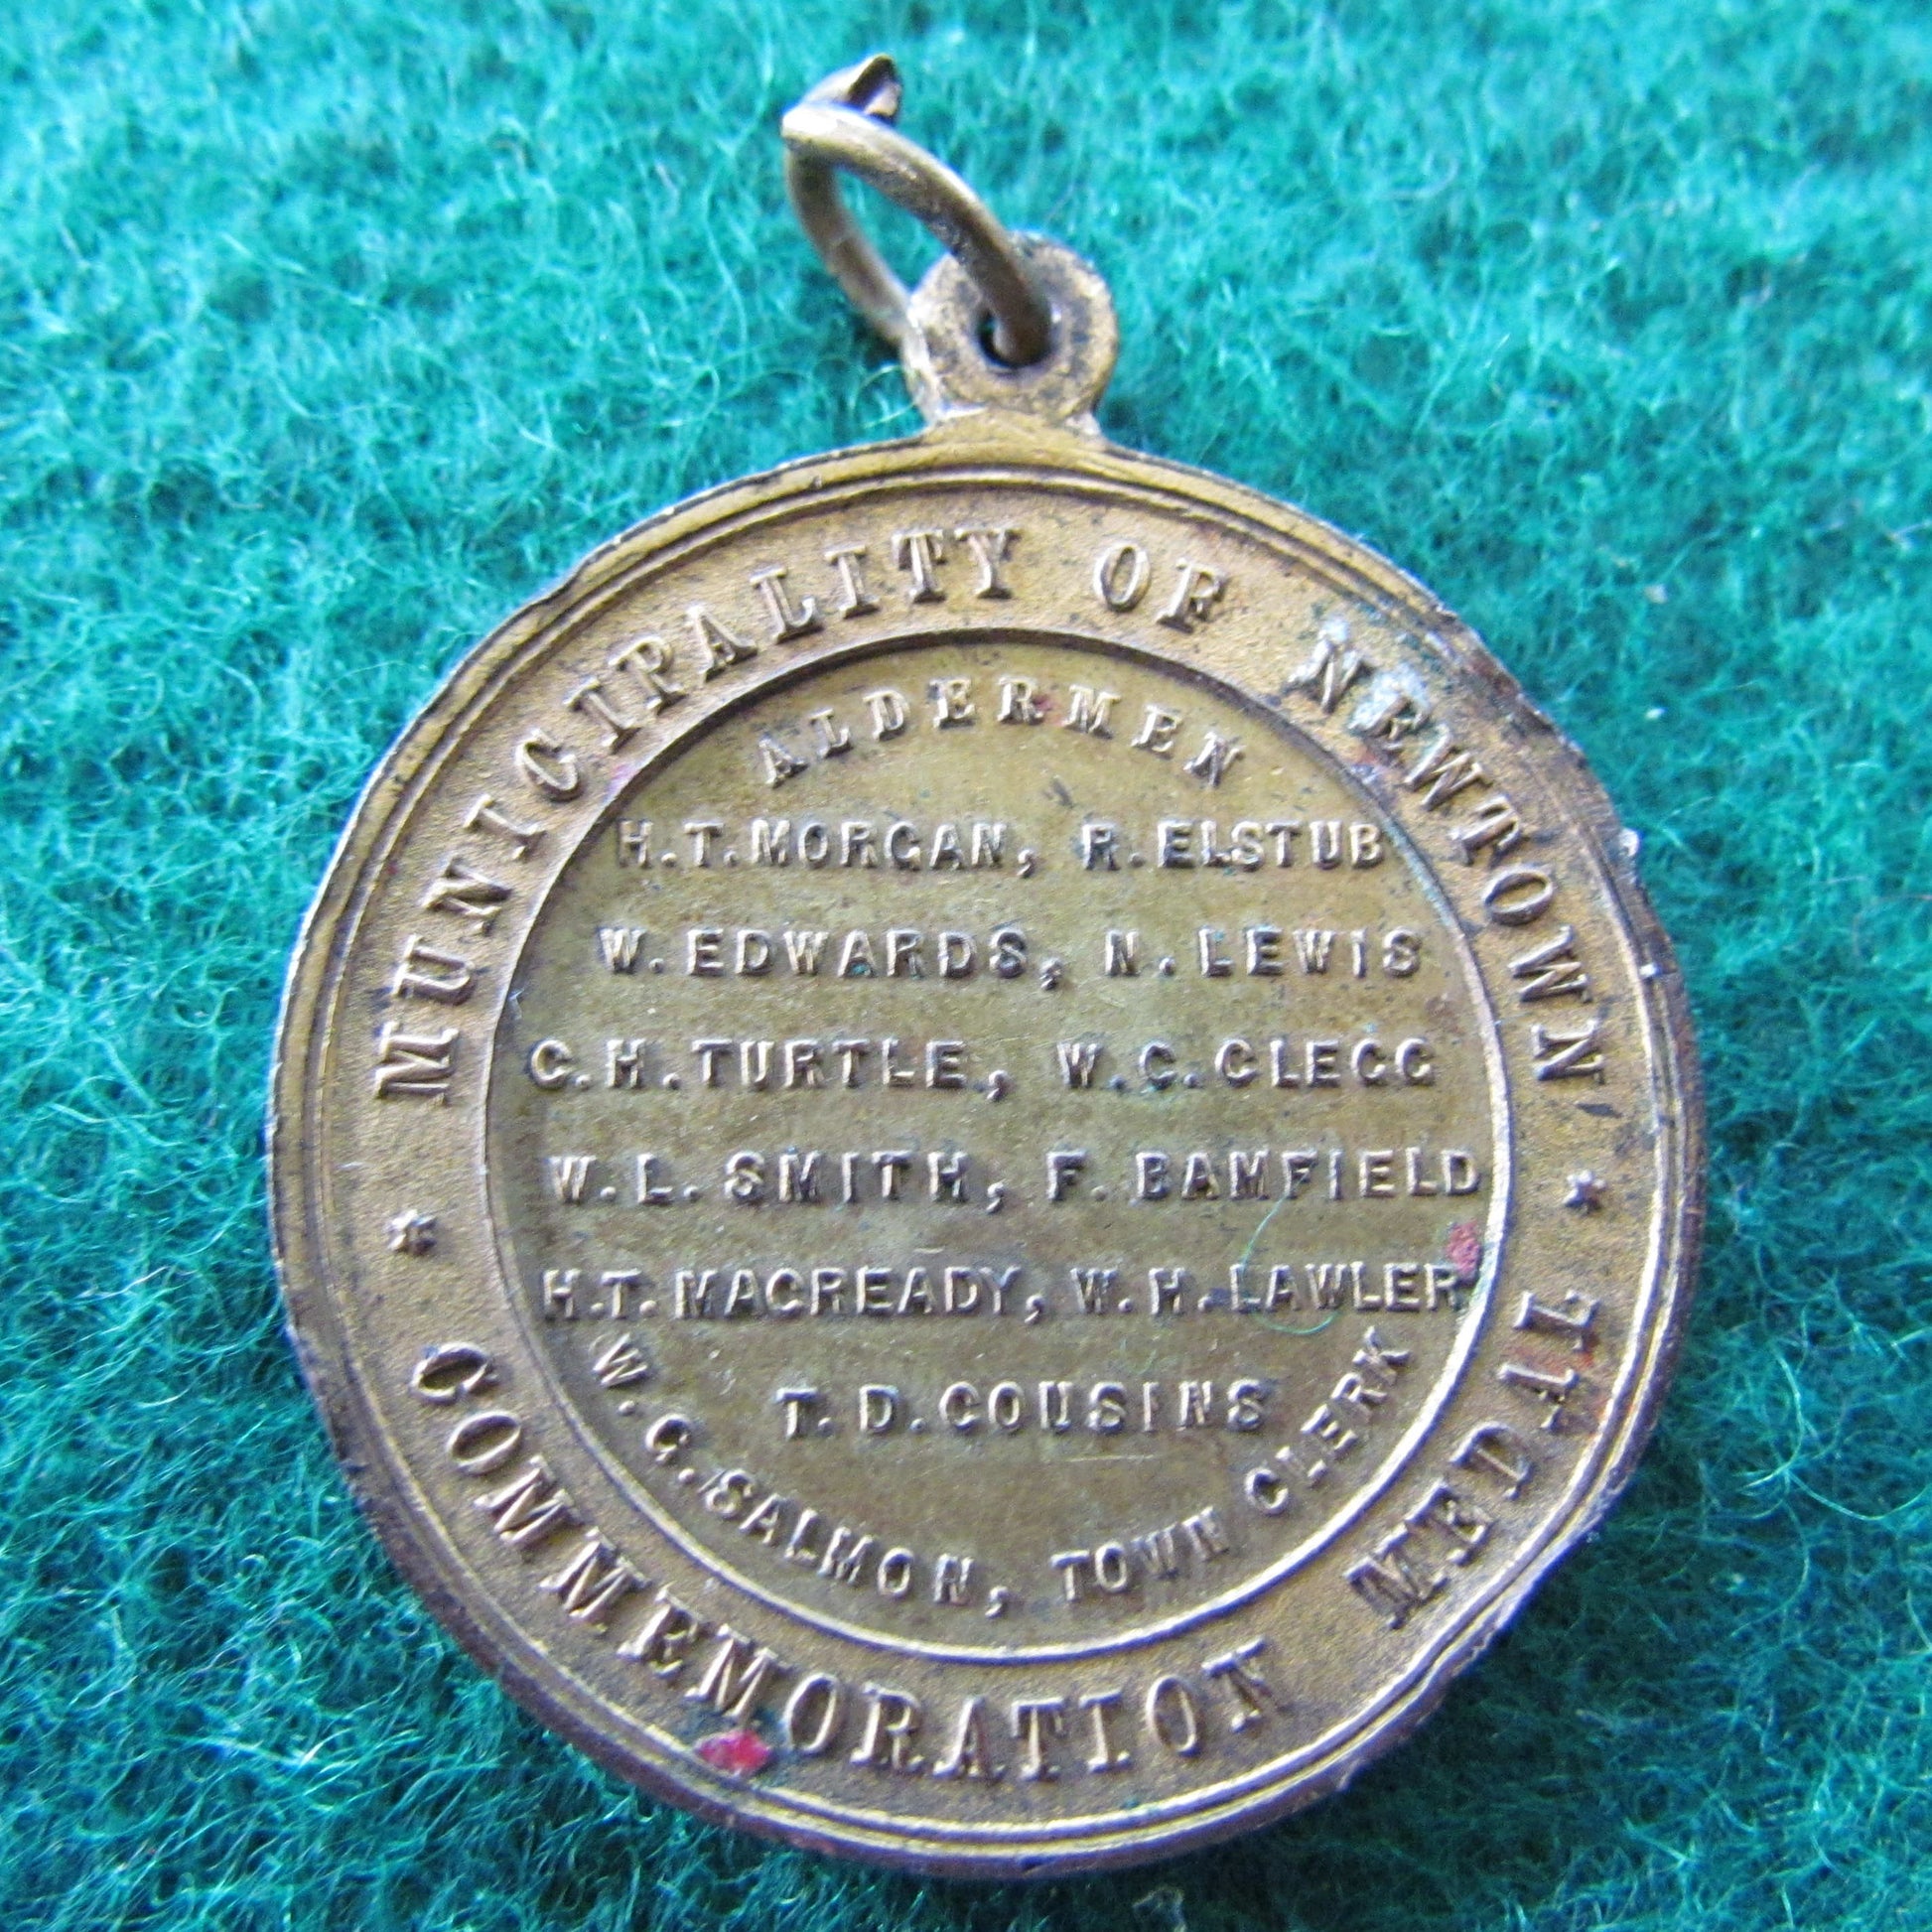 MUNICIPALITY OF NEWTOWN
ALDERMEN
H.T. MORGAN, R. ELSTUB
W. EDWARDS, N. LEWIS
C.H. TURTLE, W.C. CLEGG
W.L. SMITH, F. BAMFIELD
H.T. MACREADY, W.H. LAWLER
T.D. COUSINS
W.C. SALMON, TOWN CLERK
* COMMEMORATION MEDAL *